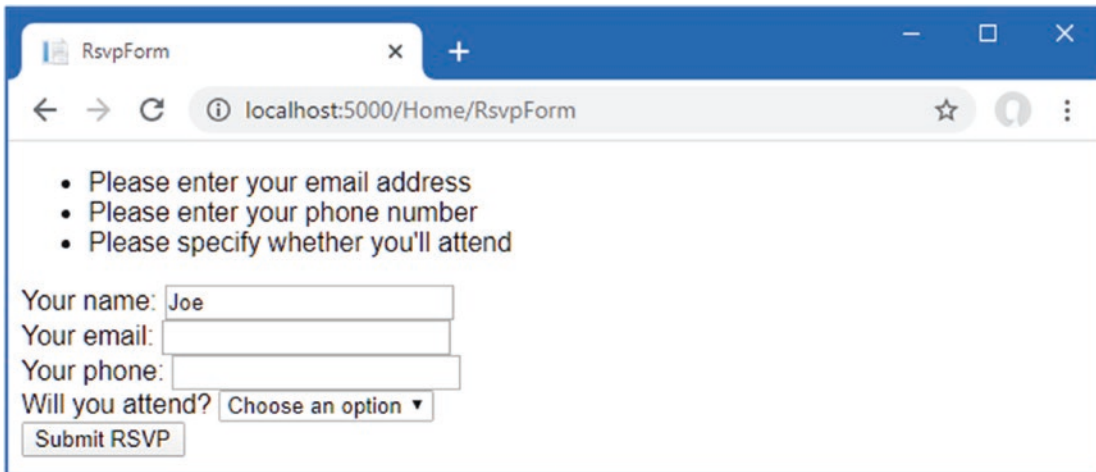 RsvpForm
localhost:5000/Home/RsvpForm
• Please enter your email address
• Please enter your phone number
• Please specify whether you'll attend
Your name: Joe
Your email:
Your phone:
Will you attend? Choose an option
Submit RSVP